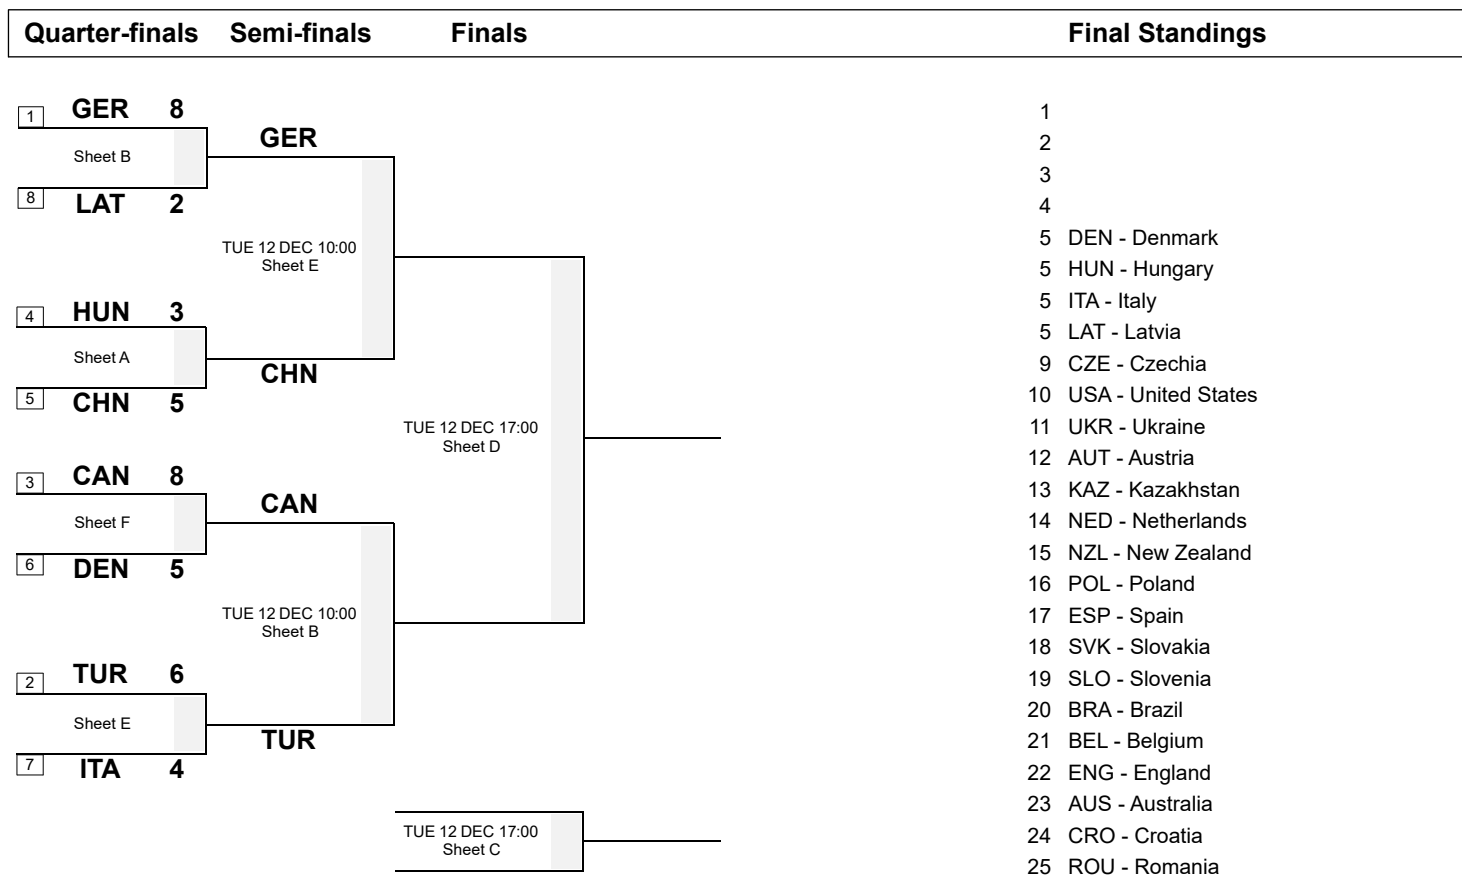 Quarter-finals Semi-finals Finals Final Standings
1 GER 8
Sheet B
8 LAT 2
GER
TUE 12 DEC 10:00
Sheet E
CHN
4 HUN 3
Sheet A
5 CHN 5
3 CAN 8
Sheet F
6 DEN 5
CAN
TUE 12 DEC 10:00
Sheet B
TUR
2 TUR 6
Sheet E
7 ITA 4
TUE 12 DEC 17:00
Sheet D
TUE 12 DEC 17:00
Sheet C
1
2
3
4
5 DEN - Denmark
5 HUN - Hungary
5 ITA - Italy
5 LAT - Latvia
9 CZE - Czechia
10 USA - United States
11 UKR - Ukraine
12 AUT - Austria
13 KAZ - Kazakhstan
14 NED - Netherlands
15 NZL - New Zealand
16 POL - Poland
17 ESP - Spain
18 SVK - Slovakia
19 SLO - Slovenia
20 BRA - Brazil
21 BEL - Belgium
22 ENG - England
23 AUS - Australia
24 CRO - Croatia
25 ROU - Romania